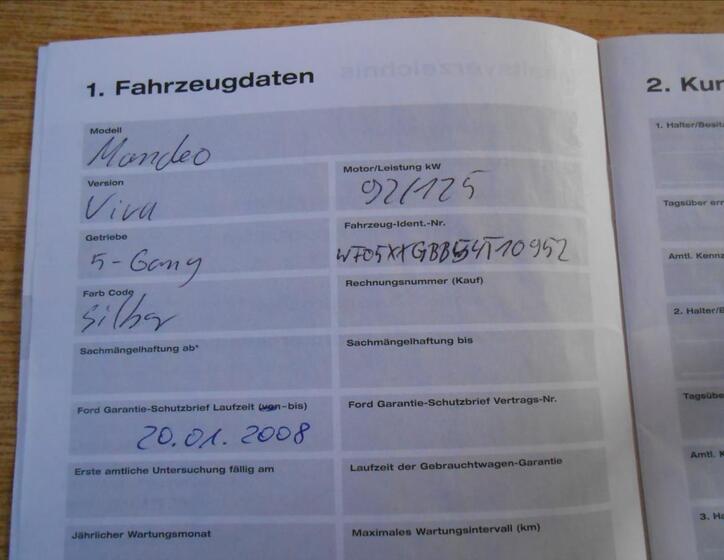 1. Fahrzeugdaten
Modell
Mondeo
Version
Viva
Motor/Leistung kW
92/125
Getriebe
5-Gang
Fahrzeug-Ident.-Nr.
Farb Code
Silber
Rechnungsnummer (Kauf)
Sachmängelhaftung ab*
Sachmängelhaftung bis
Ford Garantie-Schutzbrief Laufzeit (von-bis)
20.01.2008
Ford Garantie-Schutzbrief Vertrags-Nr.
Erste amtliche Untersuchung fällig am
Laufzeit der Gebrauchtwagen-Garantie
Jährlicher Wartungsmonat
Maximales Wartungsintervall (km)
2. Kun
1. Halter/Besit
Tagsüber err
Amtl. Kennz
2. Halter/B
Tagsübe
Amtl. K
3. Ha